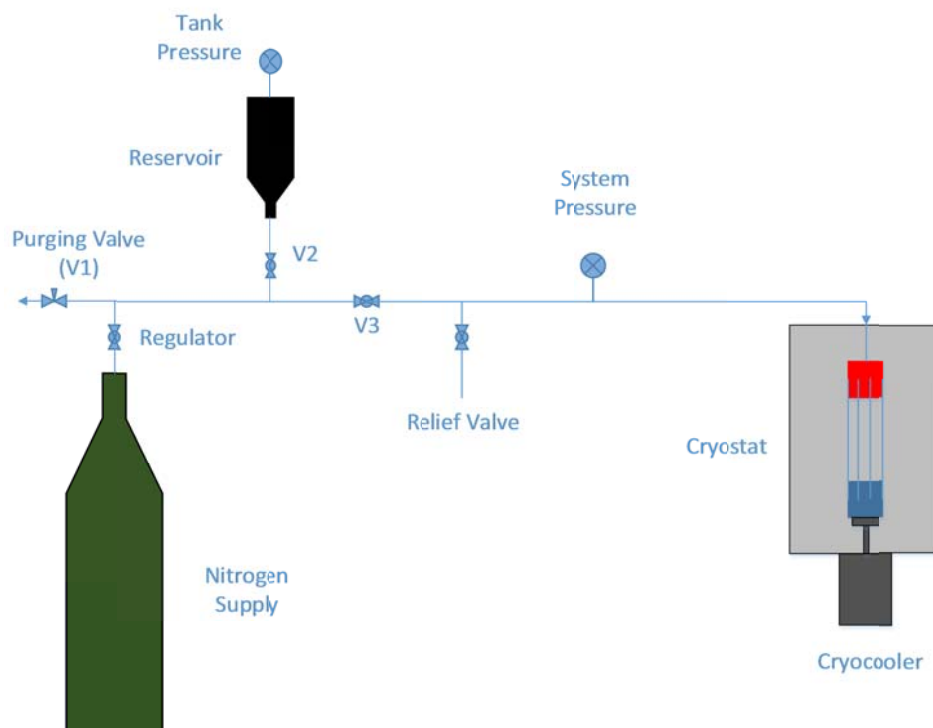 Tank
Pressure
Reservoir
System
Pressure
Purging Valve
(V1)
V2
V3
Regulator
Relief Valve
Cryostat
Nitrogen
Supply
Cryocooler